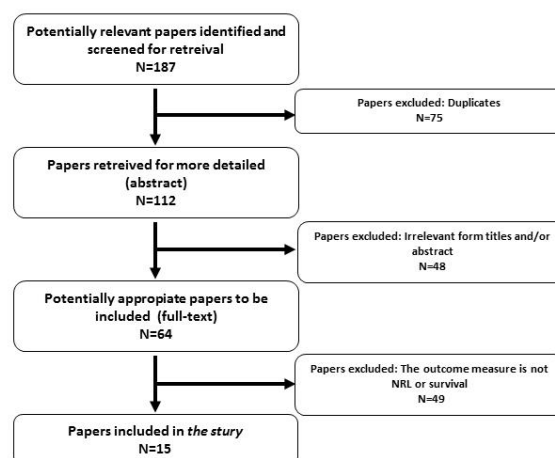 Potentially relevant papers identified and
screened for retreival
N=187
Papers excluded: Duplicates
N=75
Papers retreived for more detailed
(abstract)
N=112
Papers excluded: Irrelevant form titles and/or
abstract
N=48
Potentially appropiate papers to be
included (full-text)
N=64
Papers excluded: The outcome measure is not
NRL or survival
N=49
Papers included in the stury
N=15